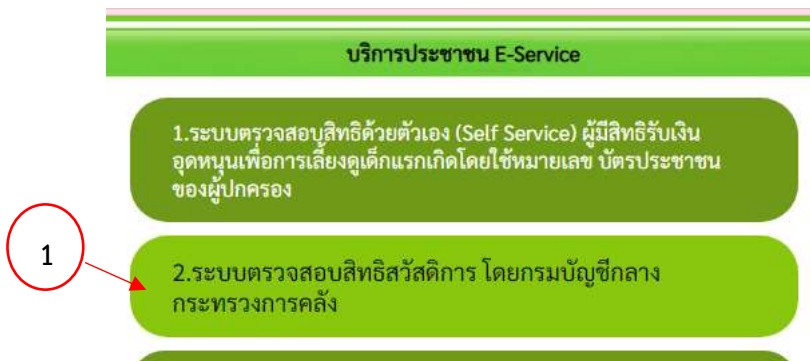 บริการประชาชน E-Service
1.ระบบตรวจสอบสิทธิด้วยตัวเอง (Self Service) ผู้มีสิทธิรับเงิน
อุดหนุนเพื่อการเลี้ยงดูเด็กแรกเกิดโดยใช้หมายเลข บัตรประชาชน
ของผู้ปกครอง
1
2.ระบบตรวจสอบสิทธิสวัสดิการ โดยกรมบัญชีกลาง
กระทรวงการคลัง